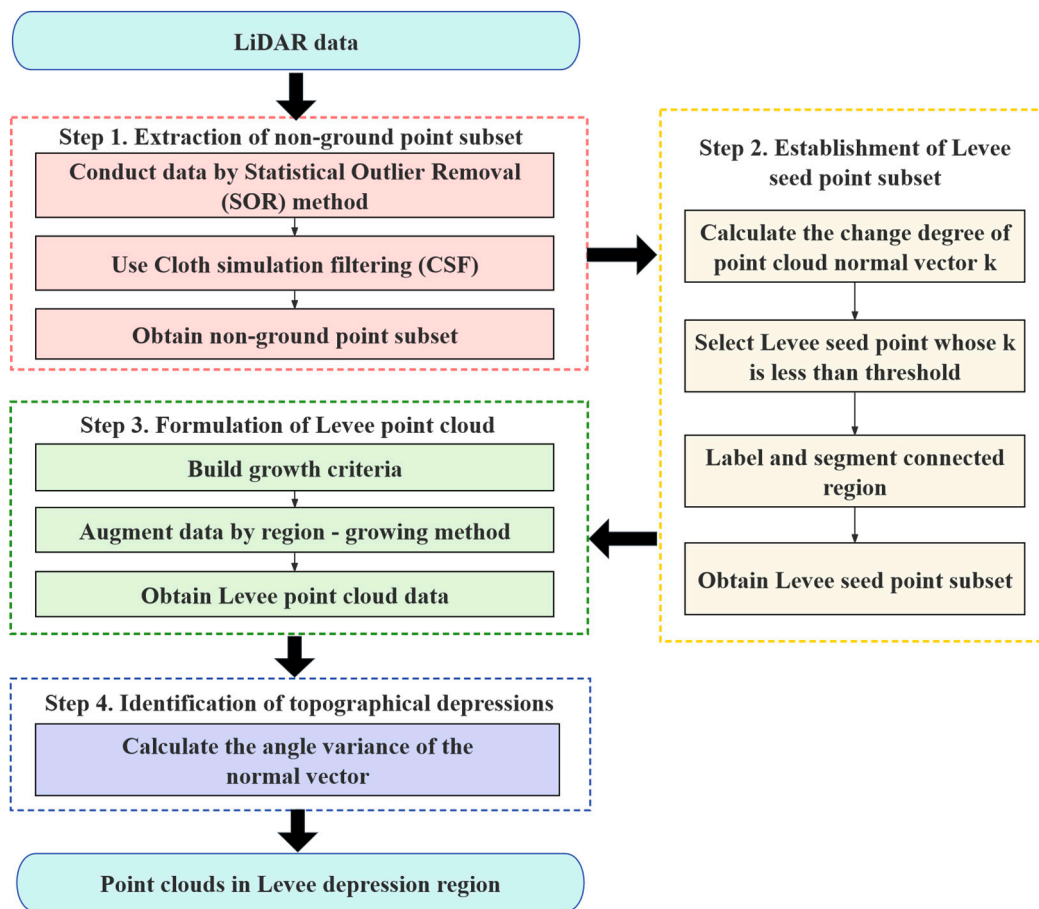 LiDAR data
Step 1. Extraction of non-ground point subset
Conduct data by Statistical Outlier Removal
(SOR) method
Use Cloth simulation filtering (CSF)
Obtain non-ground point subset
Step 2. Establishment of Levee
seed point subset
Calculate the change degree of
point cloud normal vector k
Select Levee seed point whose k
is less than threshold
Label and segment connected
region
Obtain Levee seed point subset
Step 3. Formulation of Levee point cloud
Build growth criteria
Augment data by region - growing method
Obtain Levee point cloud data
Step 4. Identification of topographical depressions
Calculate the angle variance of the
normal vector
Point clouds in Levee depression region